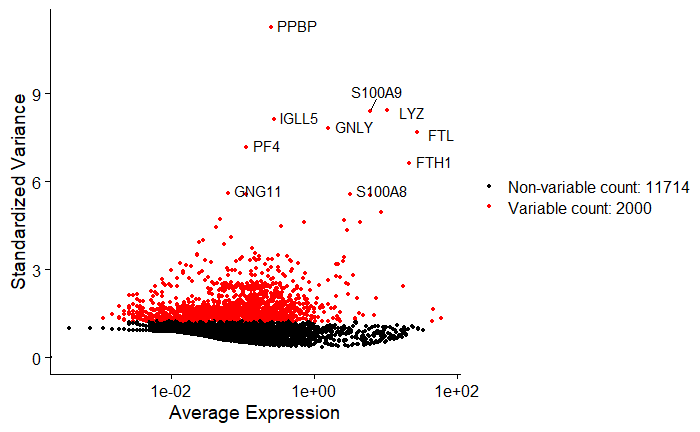 PPBP
9
S100A9
IGLL5
LYZ
GNLY
FTL
PF4
FTH1
6
GNG11
S100A8
Non-variable count: 11714
Variable count: 2000
3
0
Standardized Variance
1e-02
1e+00
1e+02
Average Expression